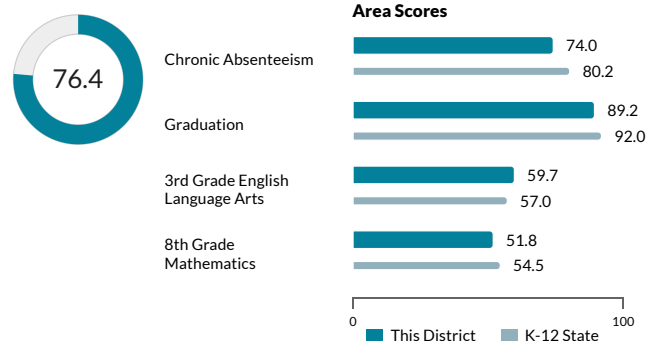 Area Scores
76.4
Chronic Absenteeism
74.0
80.2
Graduation
89.2
92.0
3rd Grade English
Language Arts
59.7
57.0
8th Grade
Mathematics
51.8
54.5
0 100
This District K-12 State